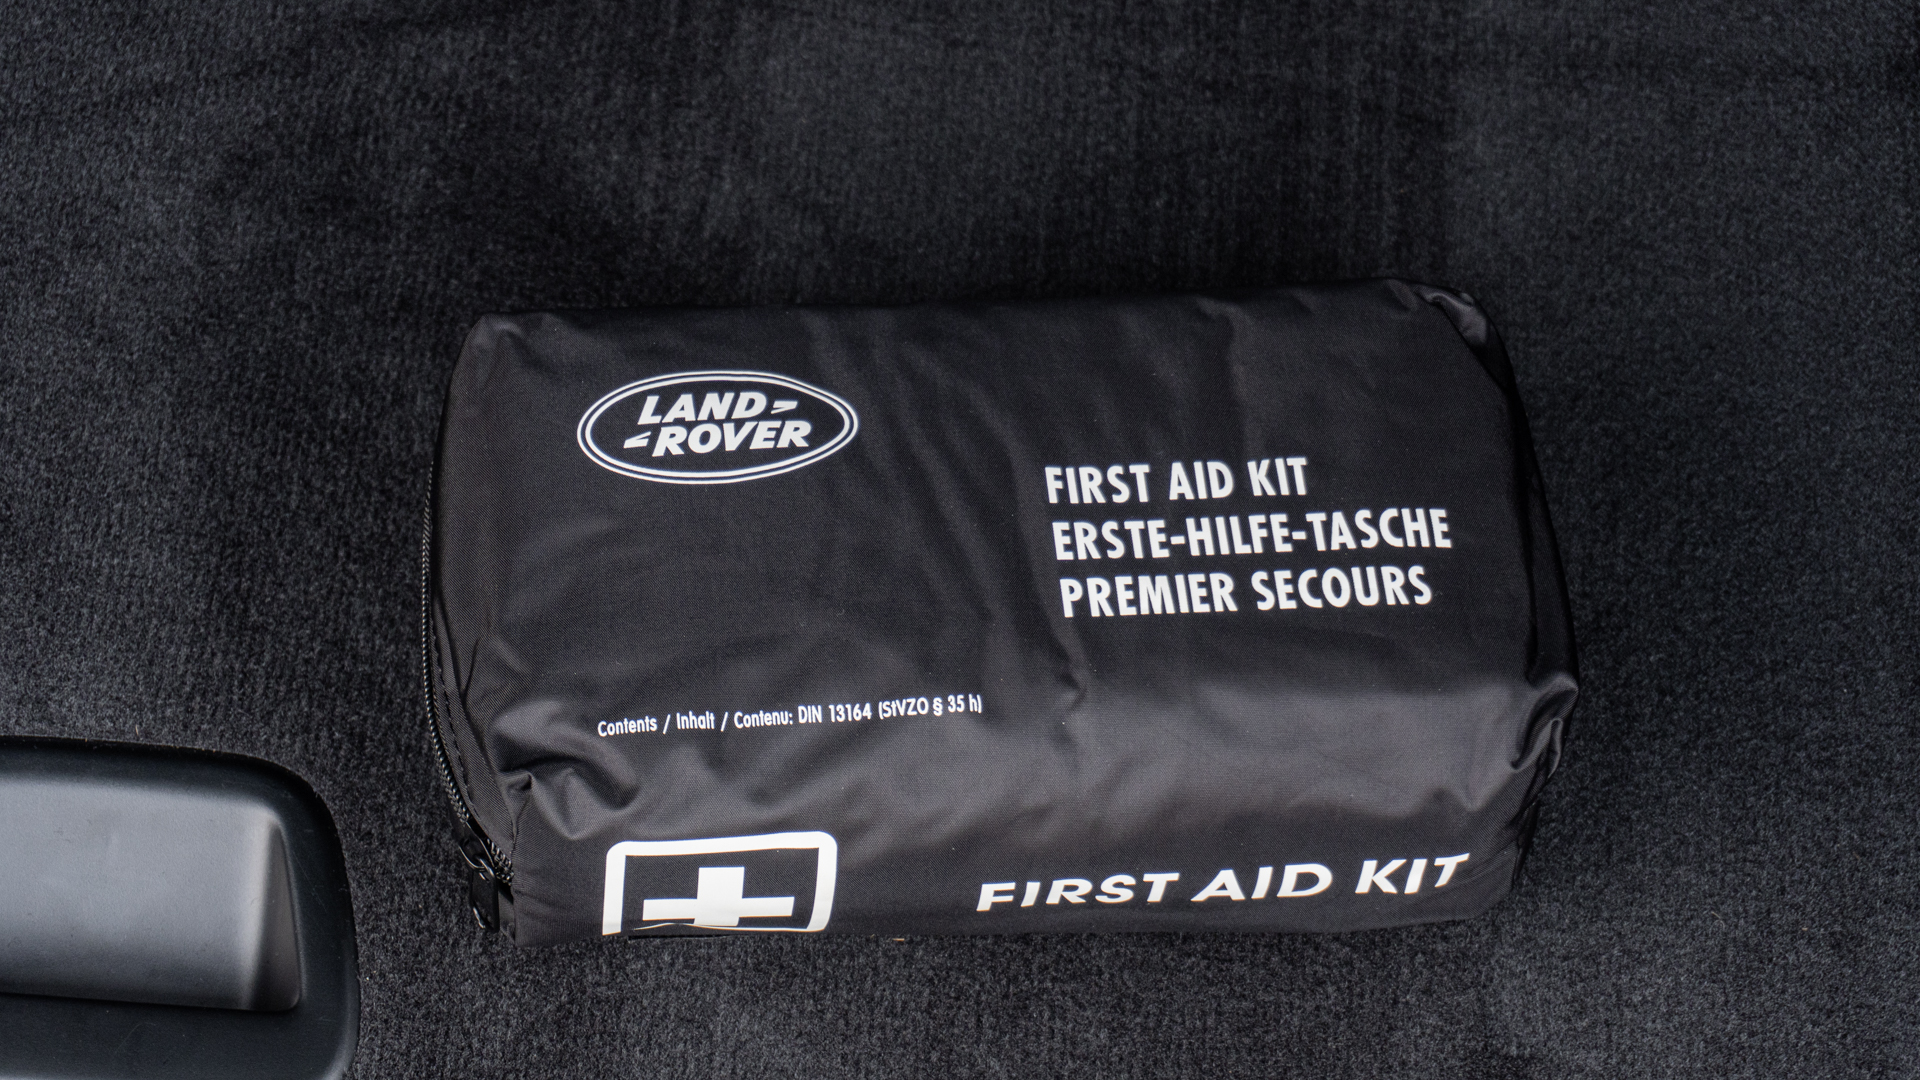 LAND
ROVER
FIRST AID KIT
ERSTE-HILFE-TASCHE
PREMIER SECOURS
Contents / Inhalt / Contenu: DIN 13164 (StVZO § 35 h)
FIRST AID KIT